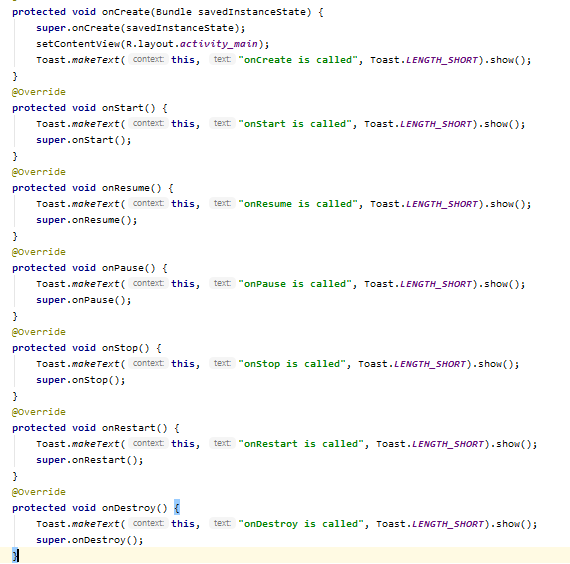 protected void onCreate(Bundle savedInstanceState) {
super.onCreate(savedInstanceState);
setContentView(R.layout.activity_main);
Toast.makeText( context: this, text: "onCreate is called", Toast.LENGTH_SHORT).show();
}
@Override
protected void onStart() {
Toast.makeText( context: this, text: "onStart is called", Toast.LENGTH_SHORT).show();
super.onStart();
}
@Override
protected void onResume() {
Toast.makeText( context: this, text: "onResume is called", Toast.LENGTH_SHORT).show();
super.onResume();
}
@Override
protected void onPause() {
Toast.makeText( context: this, text: "onPause is called", Toast.LENGTH_SHORT).show();
super.onPause();
}
@Override
protected void onStop() {
Toast.makeText( context: this, text: "onStop is called", Toast.LENGTH_SHORT).show();
super.onStop();
}
@Override
protected void onRestart() {
Toast.makeText( context: this, text: "onRestart is called", Toast.LENGTH_SHORT).show();
super.onRestart();
}
@Override
protected void onDestroy() {
Toast.makeText( context: this, text: "onDestroy is called", Toast.LENGTH_SHORT).show();
super.onDestroy();
}